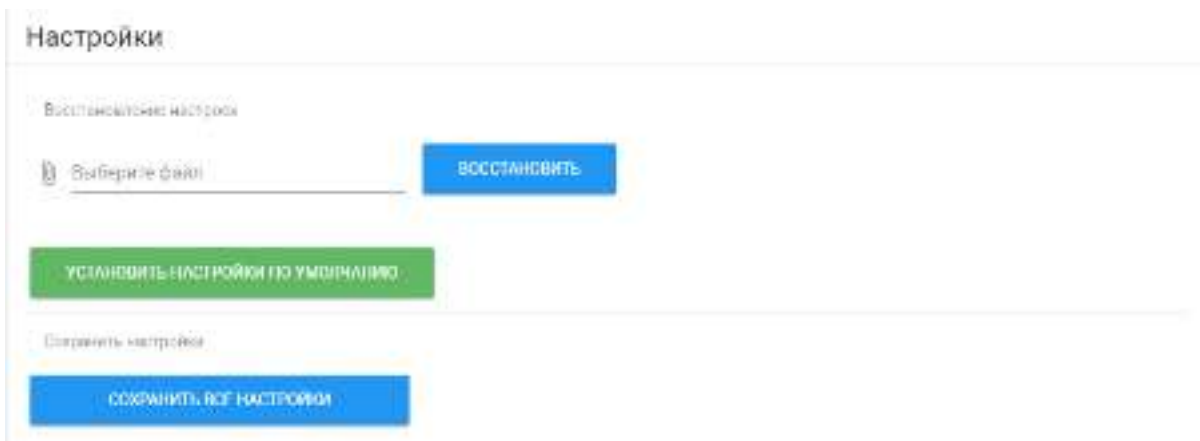 Настройки
Восстановление настроек
Выберите файл
ВОССТАНОВИТЬ
УСТАНОВИТЬ НАСТРОЙКИ ПО УМОЛЧАНИЮ
Сохранить настройки
СОХРАНИТЬ ВСЕ НАСТРОЙКИ